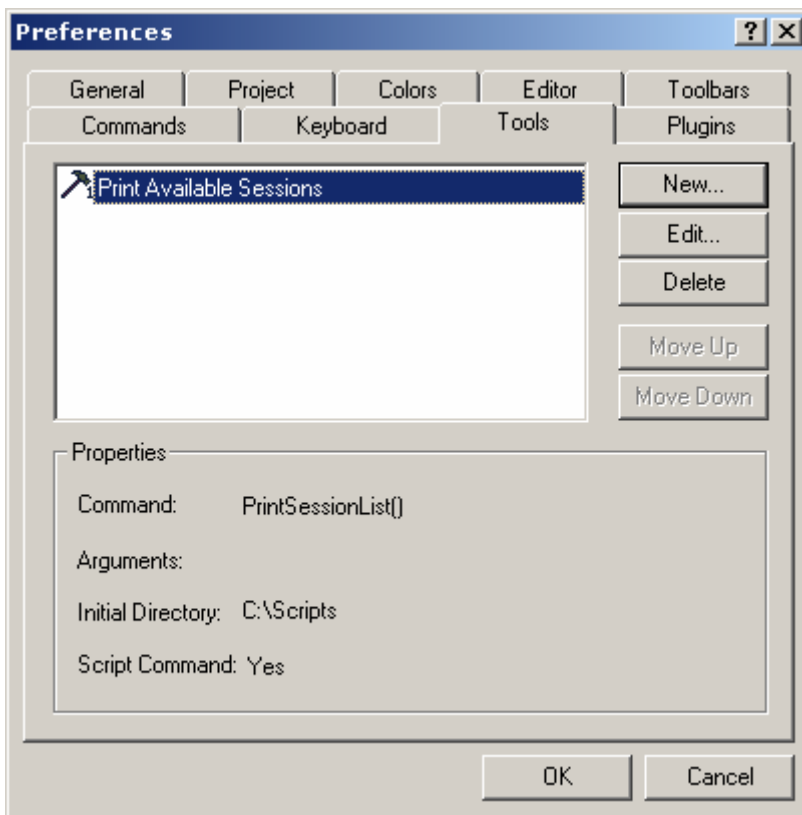 Preferences
General Project Colors Editor Toolbars
Commands Keyboard Tools Plugins
Print Available Sessions
New...
Edit...
Delete
Move Up
Move Down
Properties
Command: PrintSessionList()
Arguments:
Initial Directory: C:\Scripts
Script Command: Yes
OK Cancel